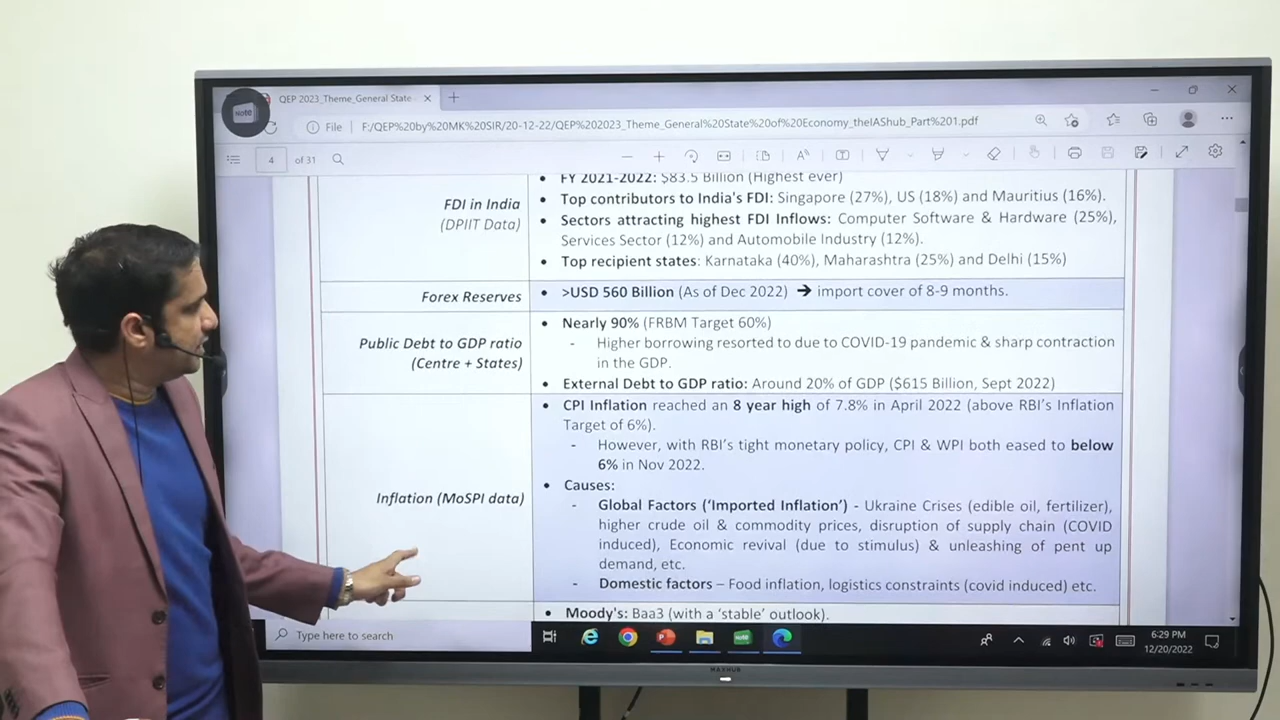 QEP 2023_Theme_General State
Note
File
F:/QEP%20by%20MK%20SIR/20-12-22/QEP%202023_Theme_General%20State%20of%20Economy_theIAShub_Part%201.pdf
4 of 31
FDI in India
(DPIIT Data)
• FY 2021-2022: $83.5 Billion (Highest ever)
• Top contributors to India's FDI: Singapore (27%), US (18%) and Mauritius (16%).
• Sectors attracting highest FDI Inflows: Computer Software & Hardware (25%),
Services Sector (12%) and Automobile Industry (12%).
• Top recipient states: Karnataka (40%), Maharashtra (25%) and Delhi (15%)
Forex Reserves
• >USD 560 Billion (As of Dec 2022) ➔ import cover of 8-9 months.
Public Debt to GDP ratio
(Centre + States)
• Nearly 90% (FRBM Target 60%)
- Higher borrowing resorted to due to COVID-19 pandemic & sharp contraction
in the GDP.
• External Debt to GDP ratio: Around 20% of GDP ($615 Billion, Sept 2022)
Inflation (MoSPI data)
• CPI Inflation reached an 8 year high of 7.8% in April 2022 (above RBI's Inflation
Target of 6%).
- However, with RBI's tight monetary policy, CPI & WPI both eased to below
6% in Nov 2022.
• Causes:
- Global Factors ('Imported Inflation') - Ukraine Crises (edible oil, fertilizer),
higher crude oil & commodity prices, disruption of supply chain (COVID
induced), Economic revival (due to stimulus) & unleashing of pent up
demand, etc.
- Domestic factors – Food inflation, logistics constraints (covid induced) etc.
• Moody's: Baa3 (with a 'stable' outlook).
Type here to search
6:29 PM
12/20/2022
MAXHUB